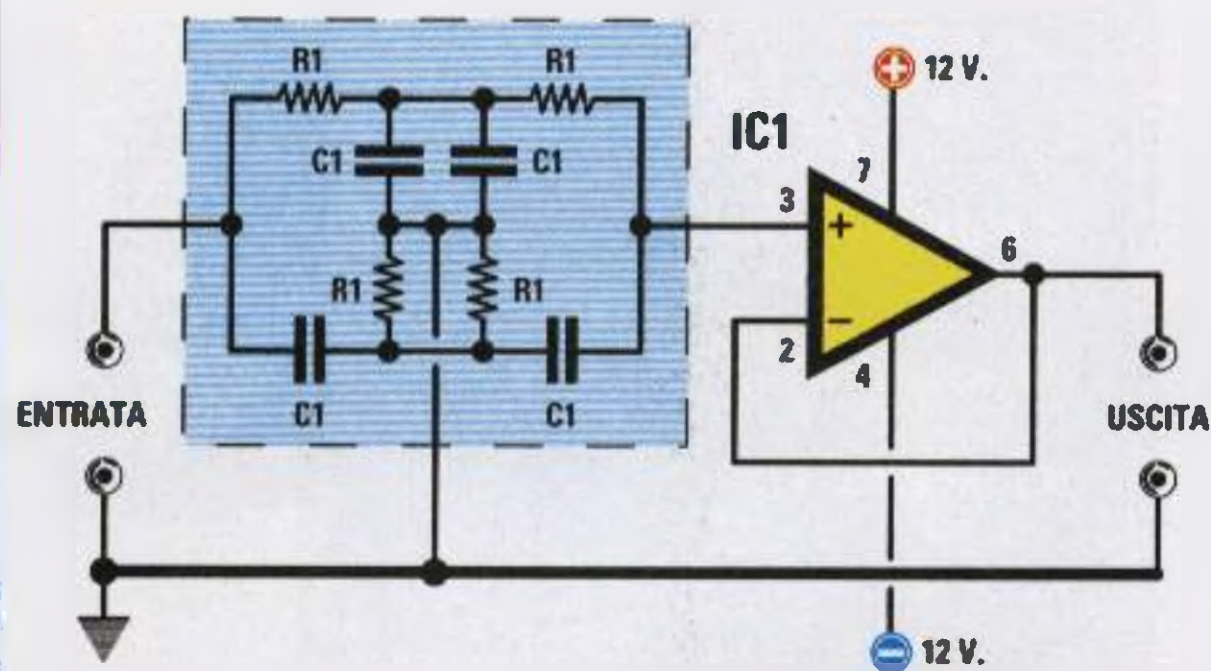 R1 R1
12 V.
IC1
C1 C1
7
3
+
6
R1 R1
−
2
4
C1 C1
ENTRATA
USCITA
12 V.